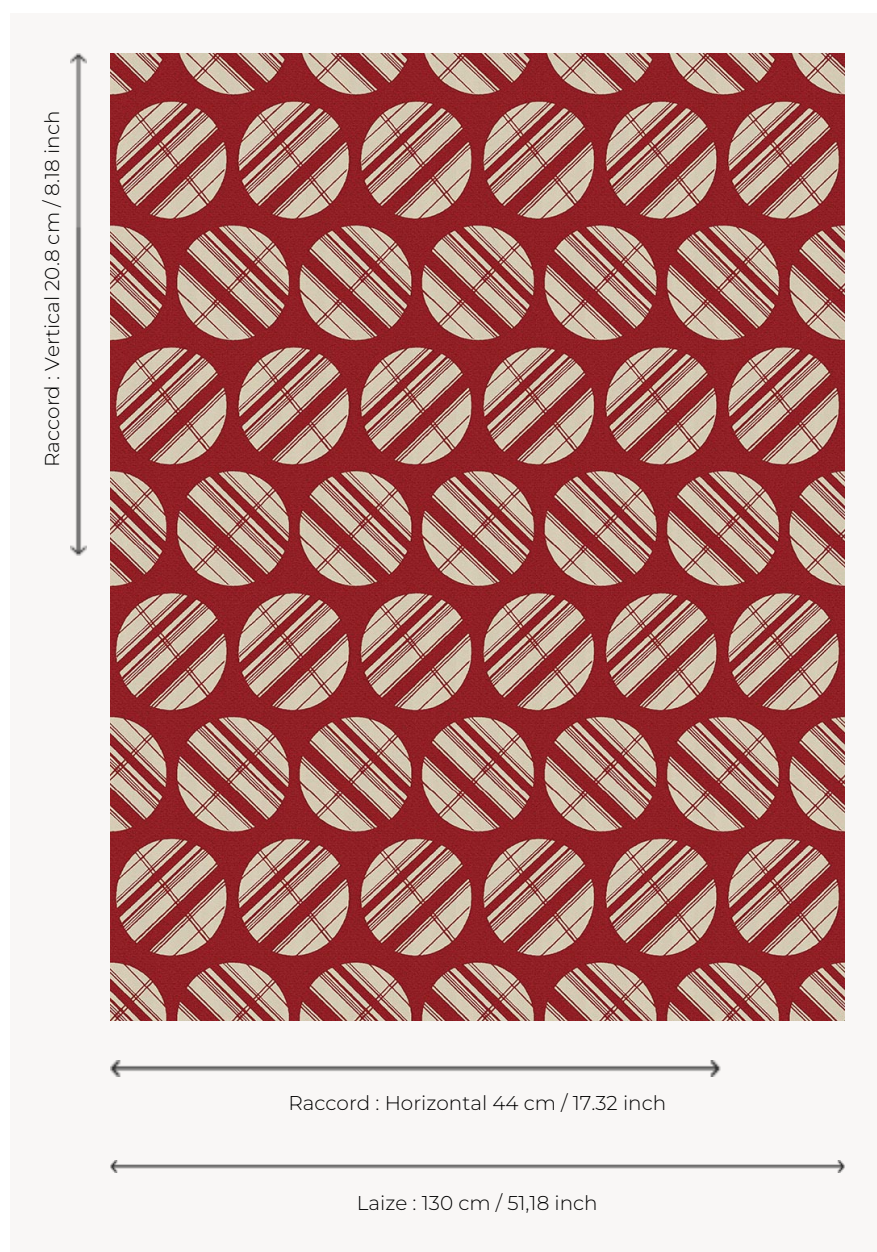 Raccord : Vertical 20.8 cm / 8.18 inch
Raccord : Horizontal 44 cm / 17.32 inch
Laize : 130 cm / 51,18 inch